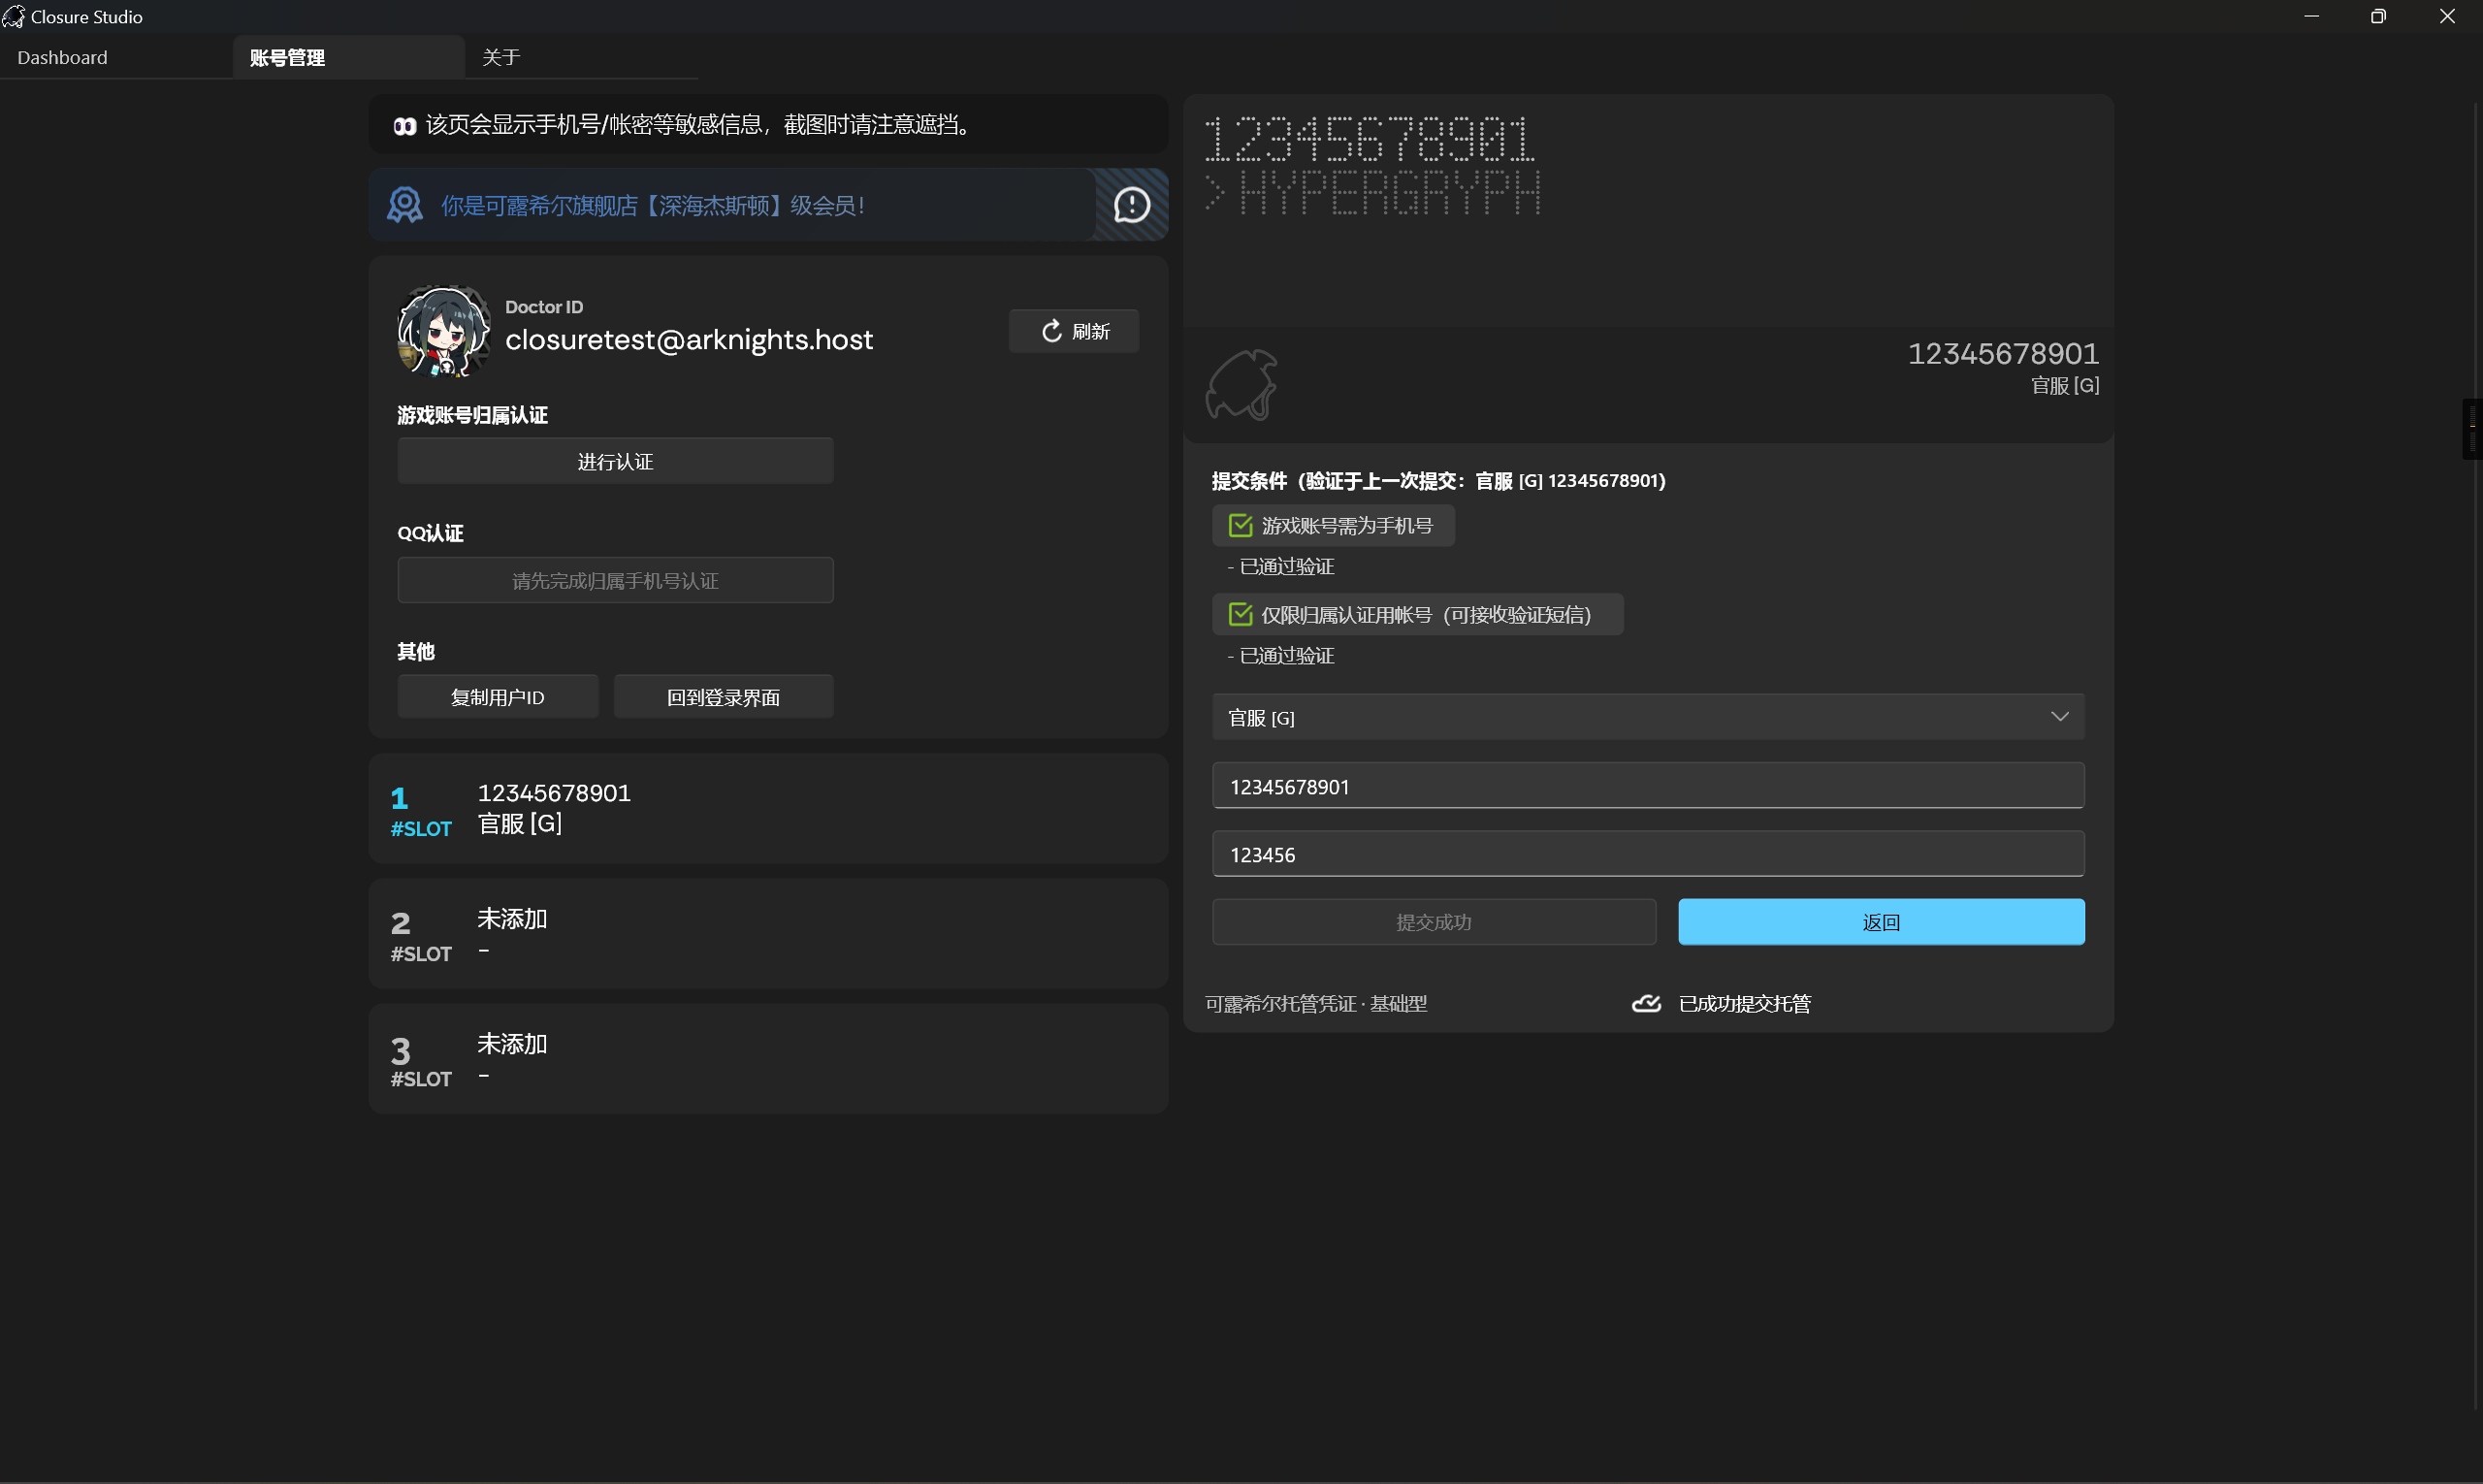 Closure Studio
Dashboard
账号管理
关于
该页会显示手机号/帐密等敏感信息，截图时请注意遮挡。
你是可露希尔旗舰店【深海杰斯顿】级会员！
Doctor ID
closuretest@arknights.host
刷新
游戏账号归属认证
进行认证
QQ认证
请先完成归属手机号认证
其他
复制用户ID
回到登录界面
1
#SLOT
12345678901
官服 [G]
2
#SLOT
未添加
-
3
#SLOT
未添加
-
12345678901
>HYPERGRYPH
12345678901
官服 [G]
提交条件（验证于上一次提交：官服 [G] 12345678901）
游戏账号需为手机号
- 已通过验证
仅限归属认证用帐号（可接收验证短信）
- 已通过验证
官服 [G]
12345678901
123456
提交成功
返回
可露希尔托管凭证 · 基础型
已成功提交托管